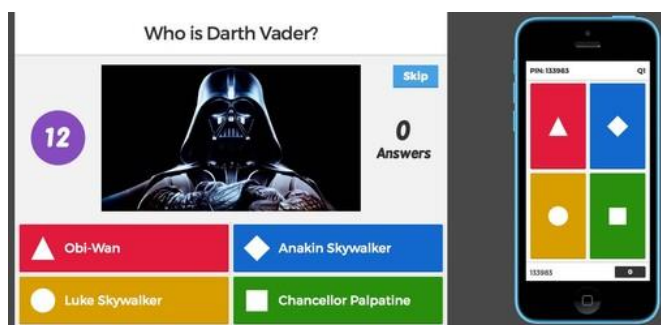 Who is Darth Vader?
12
Skip
0
Answers
Obi-Wan
Anakin Skywalker
Luke Skywalker
Chancellor Palpatine
PIN: 133983 Q1
133983 0